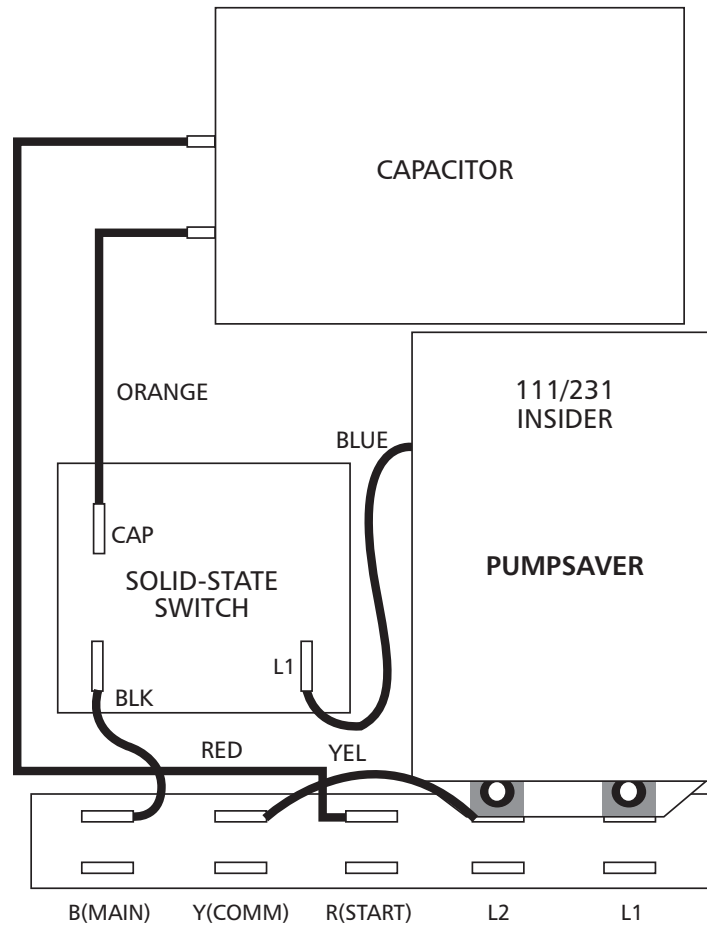 CAPACITOR
111/231
INSIDER
ORANGE
BLUE
PUMPSAVER
CAP
SOLID-STATE
SWITCH
L1
BLK
RED
YEL
B(MAIN)
Y(COMM)
R(START)
L2
L1